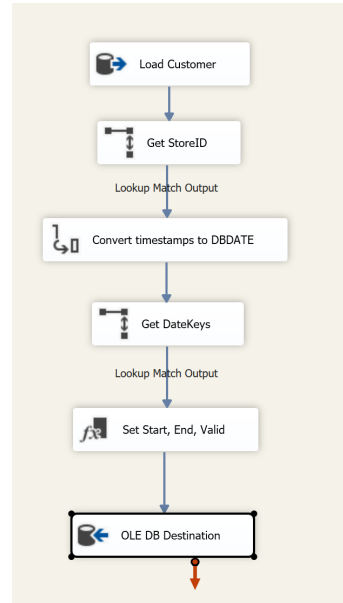 Load Customer
Get StoreID
Lookup Match Output
Convert timestamps to DBDATE
Get DateKeys
Lookup Match Output
fx
Set Start, End, Valid
OLE DB Destination